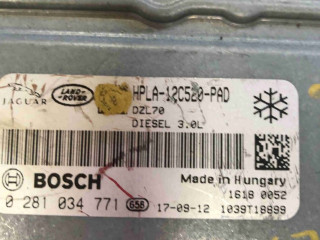 JAGUAR
LAND-
ROVER
HPLA-12C520-PAD
DZL70
DIESEL 3.0L
BOSCH
Made in Hungary
1618 0052
0 281 034 771 656
17-09-12 1039T18899